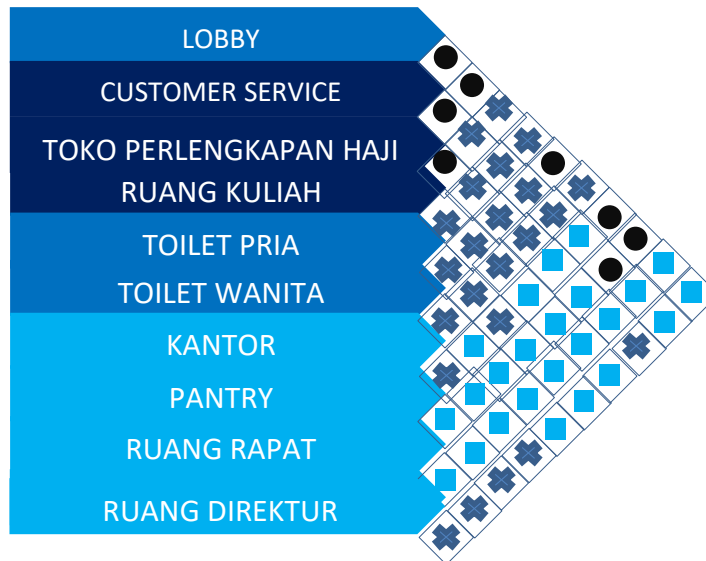 LOBBY
CUSTOMER SERVICE
TOKO PERLENGKAPAN HAJI
RUANG KULIAH
TOILET PRIA
TOILET WANITA
KANTOR
PANTRY
RUANG RAPAT
RUANG DIREKTUR